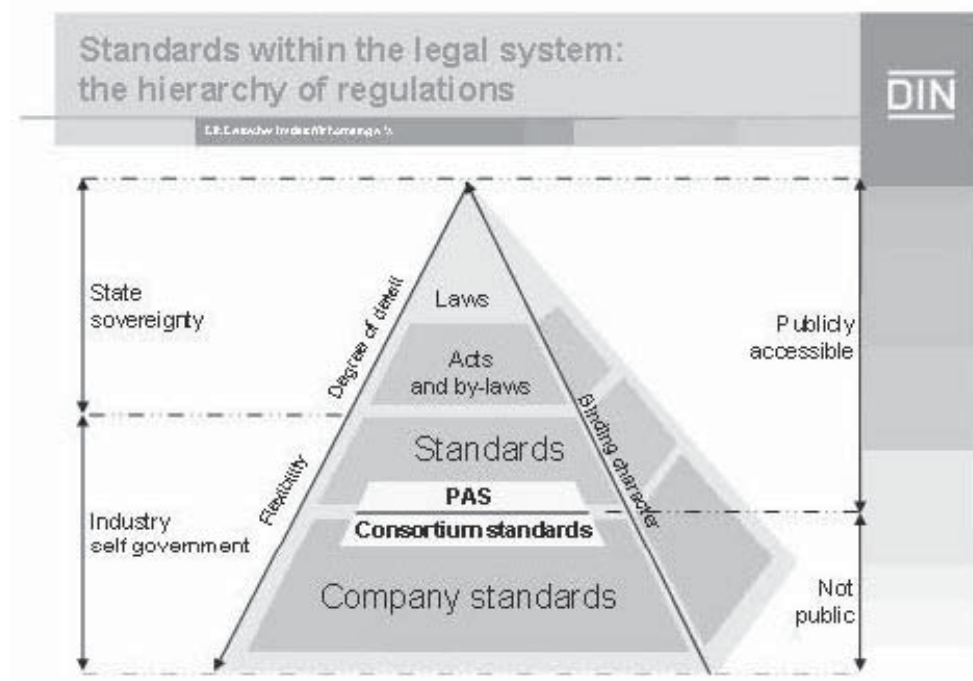 Standards within the legal system:
the hierarchy of regulations
DIN
State
sovereignty
Industry
self government
Degree of detail
Flexibility
Laws
Acts
and by-laws
Standards
PAS
Consortium standards
Company standards
Binding character
Publicly
accessible
Not
public